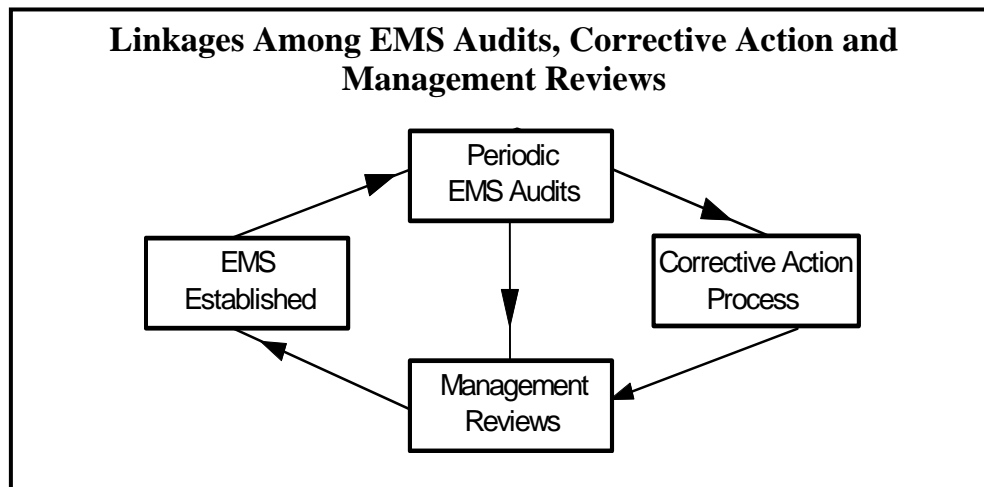 Linkages Among EMS Audits, Corrective Action and
Management Reviews
Periodic
EMS Audits
EMS
Established
Corrective Action
Process
Management
Reviews